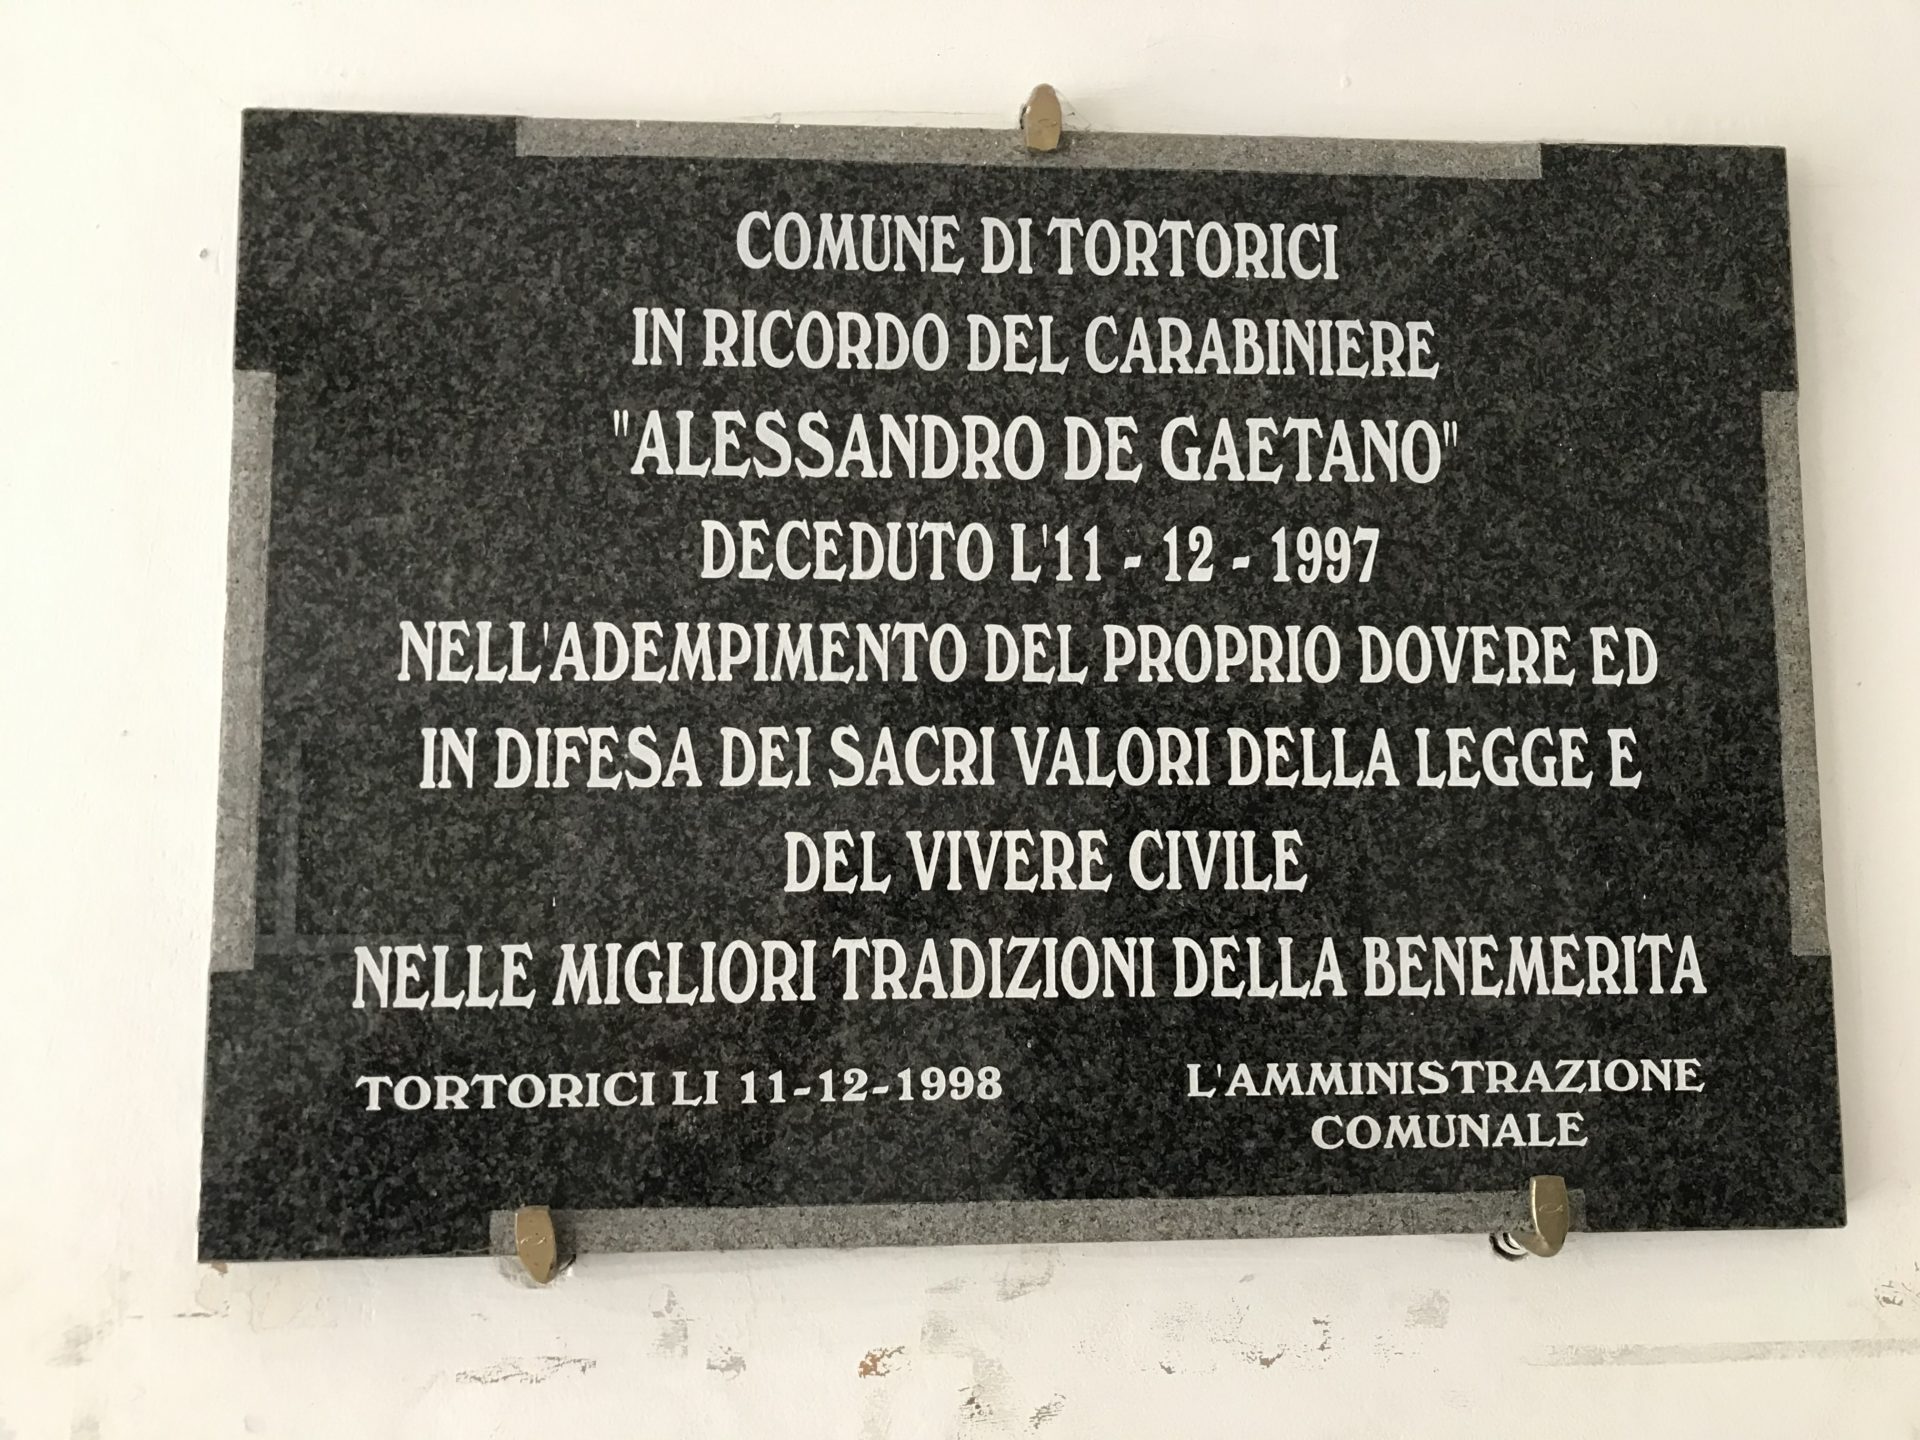 COMUNE DI TORTORICI
IN RICORDO DEL CARABINIERE
"ALESSANDRO DE GAETANO"
DECEDUTO L'11 - 12 - 1997
NELL'ADEMPIMENTO DEL PROPRIO DOVERE ED
IN DIFESA DEI SACRI VALORI DELLA LEGGE E
DEL VIVERE CIVILE
NELLE MIGLIORI TRADIZIONI DELLA BENEMERITA
TORTORICI LI 11-12-1998
L'AMMINISTRAZIONE
COMUNALE